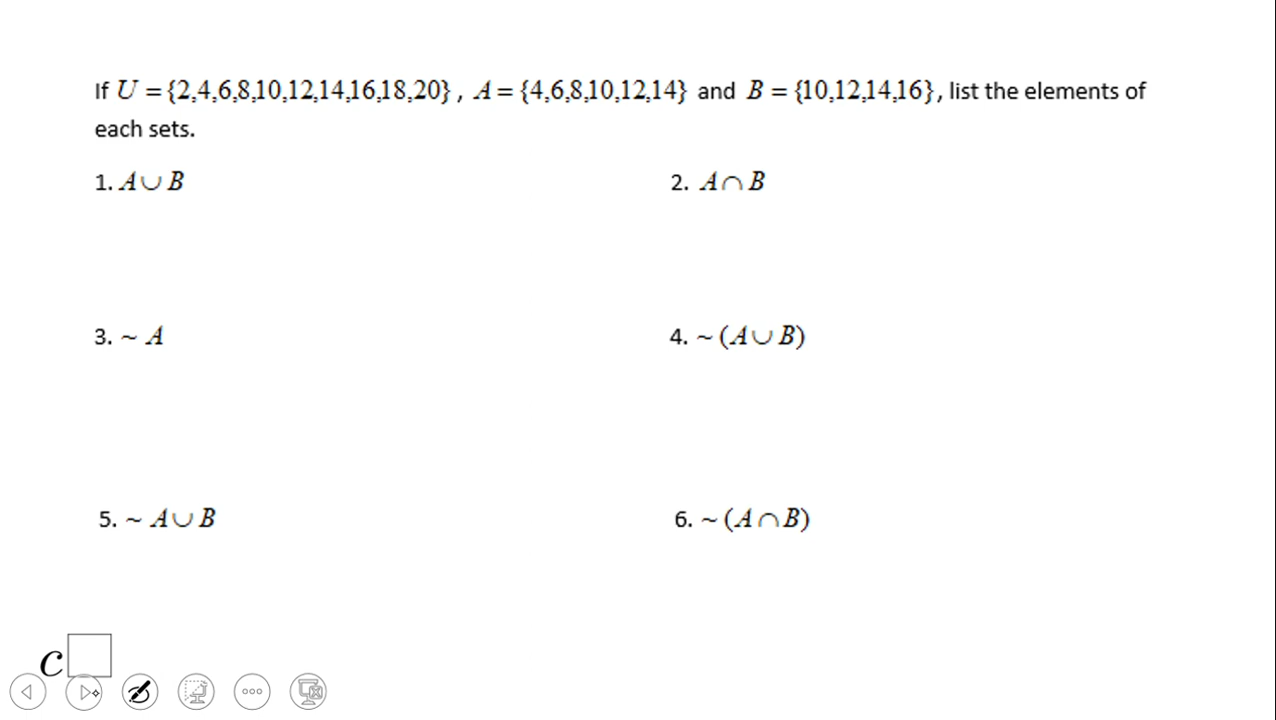 If U = {2,4,6,8,10,12,14,16,18,20} , A = {4,6,8,10,12,14} and B = {10,12,14,16}, list the elements of
each sets.
1. A ∪ B
2. A ∩ B
3. ~ A
4. ~ (A ∪ B)
5. ~ A ∪ B
6. ~ (A ∩ B)
c